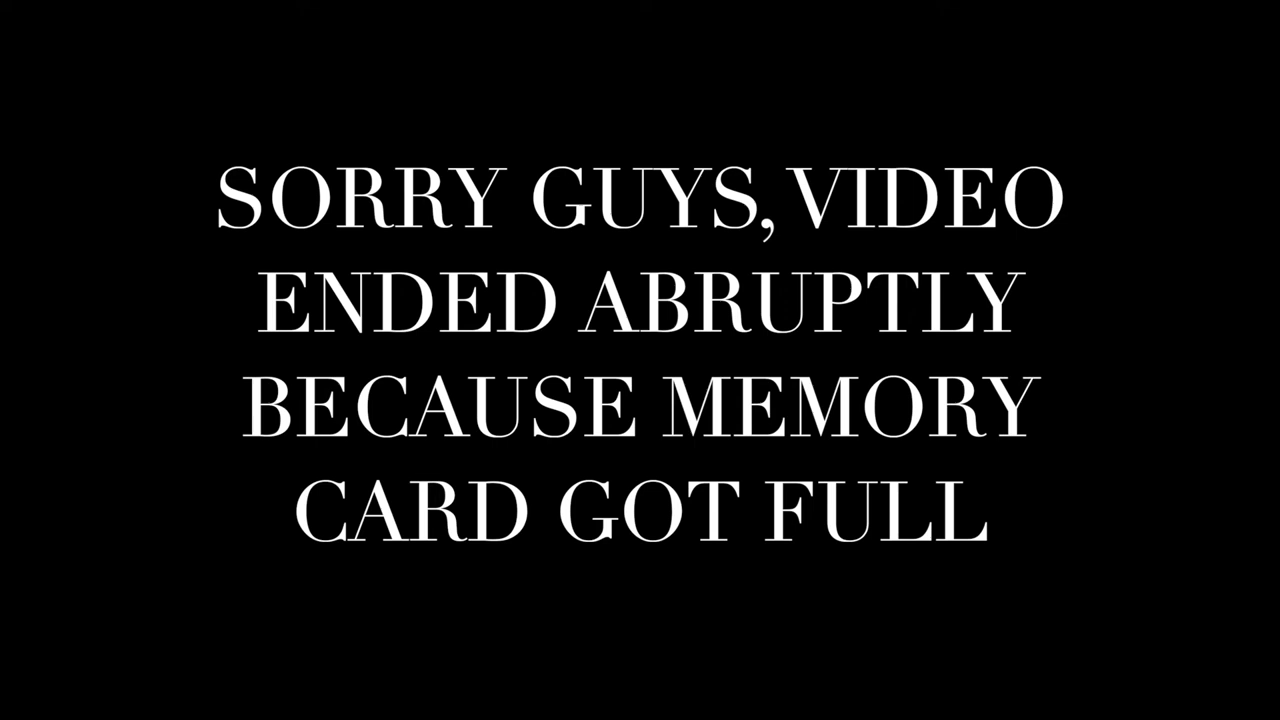 SORRY GUYS, VIDEO
ENDED ABRUPTLY
BECAUSE MEMORY
CARD GOT FULL